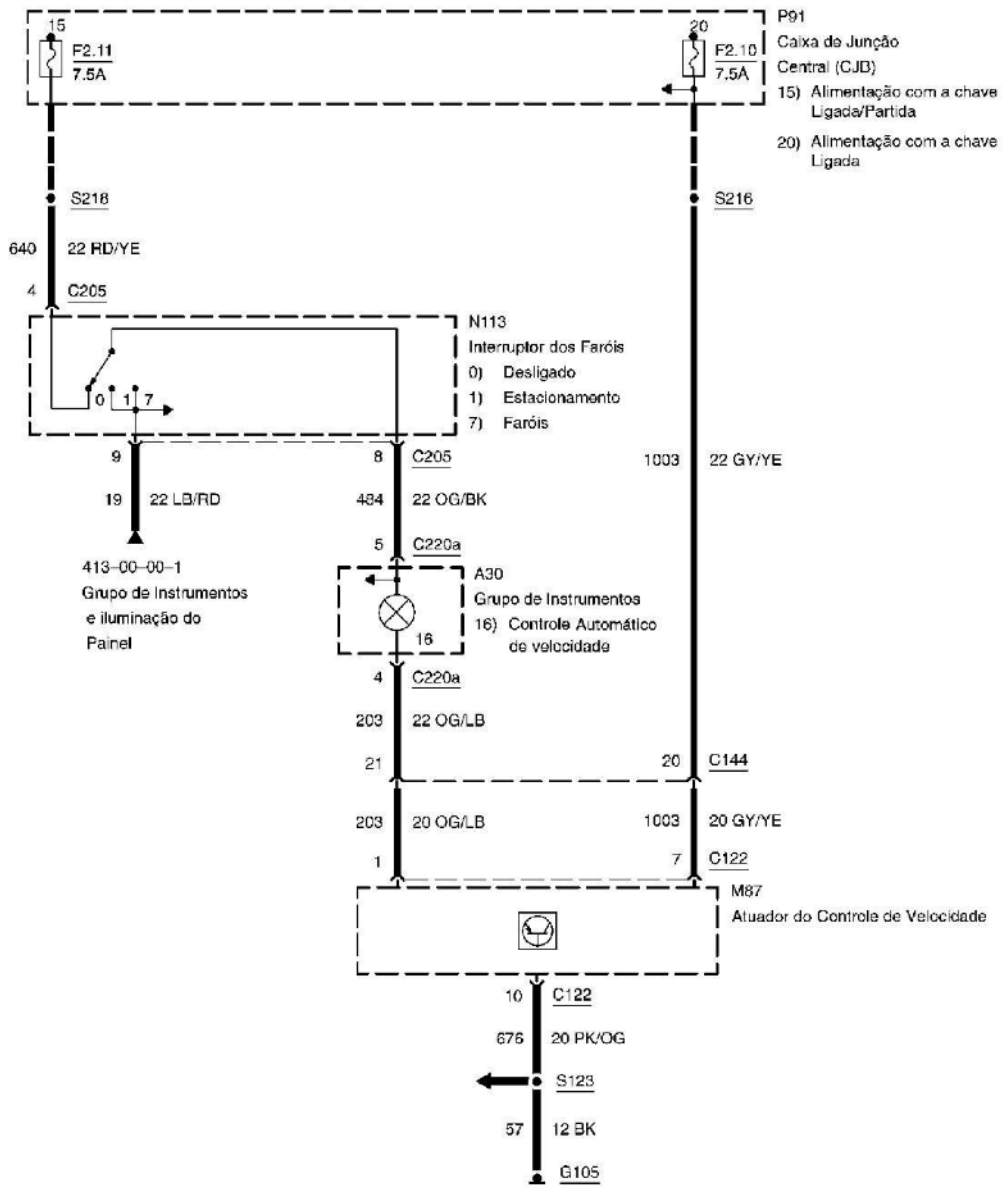 P91
15
20
F2.11
7.5A
F2.10
7.5A
Caixa de Junção
Central (CJB)
15) Alimentação com a chave
Ligada/Partida
20) Alimentação com a chave
Ligada
S218
S216
640 22 RD/YE
4 C205
N113
Interruptor dos Faróis
0) Desligado
1) Estacionamento
7) Faróis
0 1 7
9
8 C205
1003 22 GY/YE
19 22 LB/RD
484 22 OG/BK
5 C220a
413-00-00-1
Grupo de Instrumentos
e iluminação do
Painel
A30
Grupo de Instrumentos
16) Controle Automático
de velocidade
16
4 C220a
203 22 OG/LB
21
20 C144
203 20 OG/LB
1003 20 GY/YE
1
7 C122
M87
Atuador do Controle de Velocidade
10 C122
676 20 PK/OG
S123
57 12 BK
G105